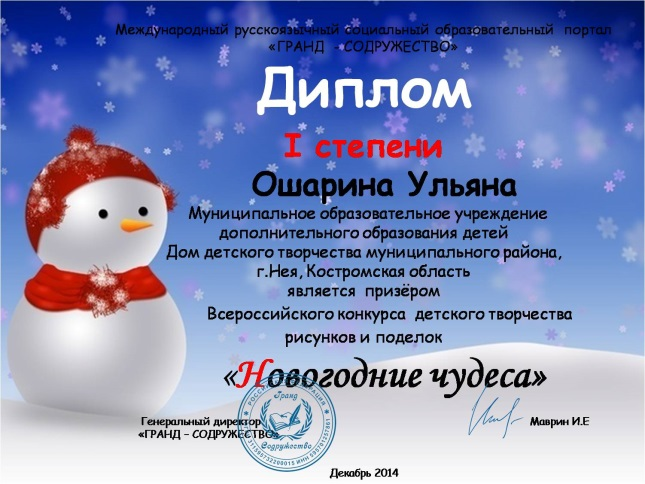 Международный русскоязычный социальный образовательный портал
«ГРАНД - СОДРУЖЕСТВО»
Диплом
I степени
Ошарина Ульяна
Муниципальное образовательное учреждение
дополнительного образования детей
Дом детского творчества муниципального района,
г.Нея, Костромская область
является призёром
Всероссийского конкурса детского творчества
рисунков и поделок
«Новогодние чудеса»
Генеральный директор
«ГРАНД – СОДРУЖЕСТВО»
Гранд
Содружество
Маврин И.Е
Декабрь 2014